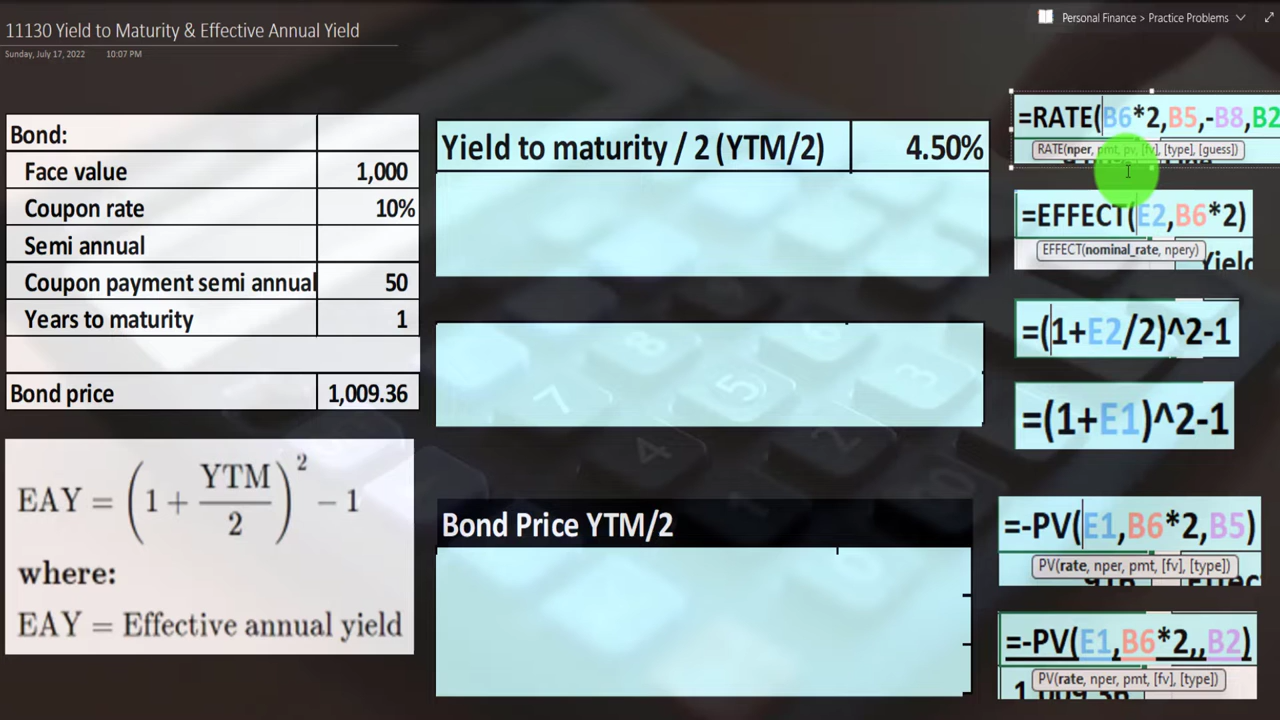 11130 Yield to Maturity & Effective Annual Yield
Sunday, July 17, 2022 10:07 PM
Personal Finance > Practice Problems
Bond:
Face value 1,000
Coupon rate 10%
Semi annual
Coupon payment semi annual 50
Years to maturity 1
Bond price 1,009.36
EAY = (1 + YTM/2)^2 − 1
where:
EAY = Effective annual yield
Yield to maturity / 2 (YTM/2) 4.50%
Bond Price YTM/2
=RATE(B6*2,B5,-B8,B2
RATE(nper, pmt, pv, [fv], [type], [guess])
=EFFECT(E2,B6*2)
EFFECT(nominal_rate, npery)
Yield
=(1+E2/2)^2-1
=(1+E1)^2-1
=-PV(E1,B6*2,B5)
PV(rate, nper, pmt, [fv], [type])
=-PV(E1,B6*2,,B2)
PV(rate, nper, pmt, [fv], [type])